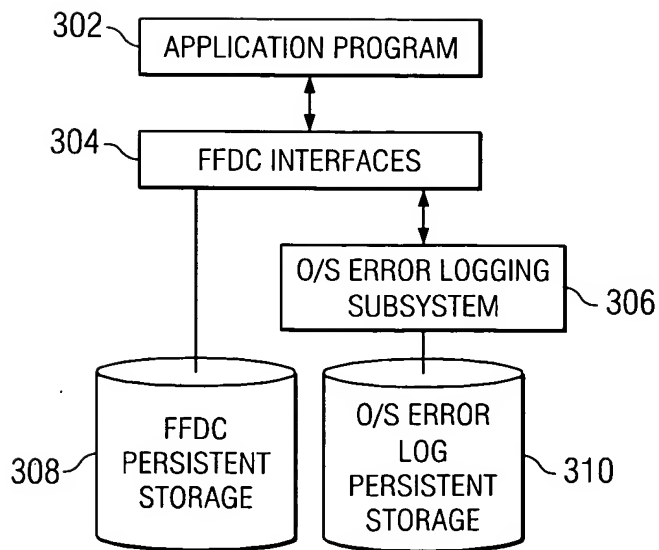 302
APPLICATION PROGRAM
304
FFDC INTERFACES
O/S ERROR LOGGING
SUBSYSTEM
306
308
FFDC
PERSISTENT
STORAGE
O/S ERROR
LOG
PERSISTENT
STORAGE
310